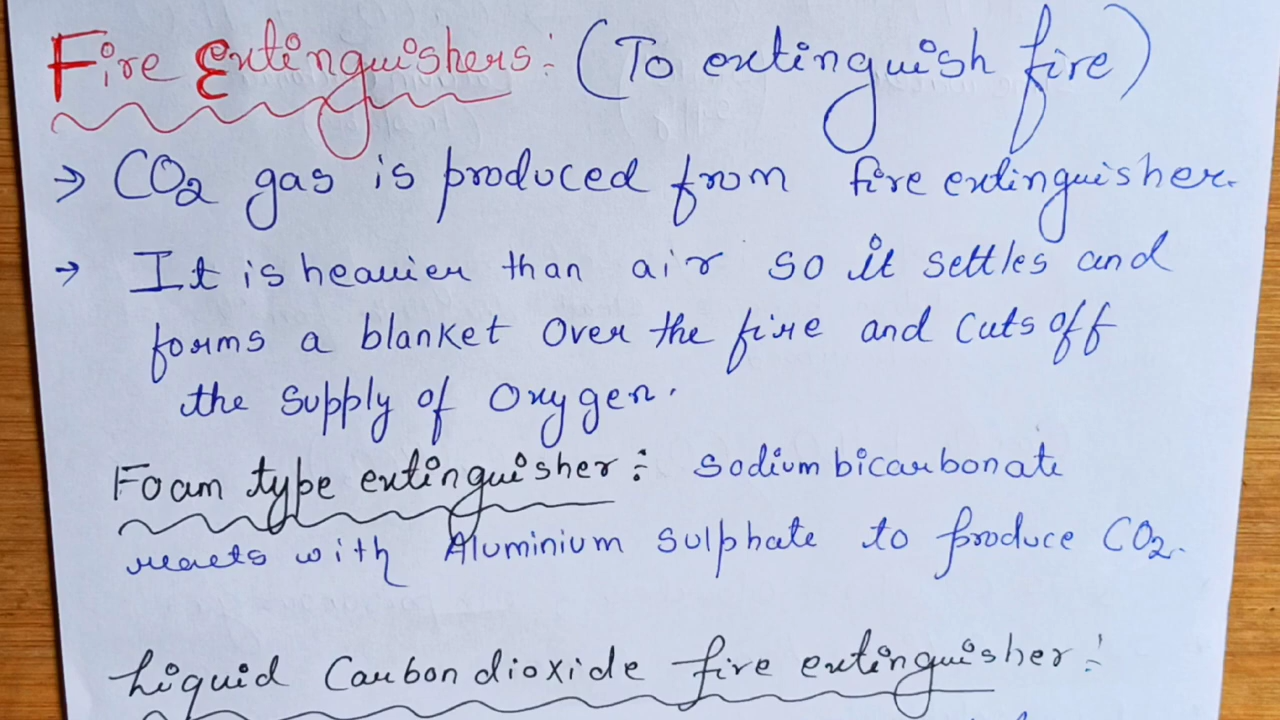 Fire Extinguishers:- (To extinguish fire)
→ CO₂ gas is produced from fire extinguisher.
→ It is heavier than air so it settles and
forms a blanket over the fire and cuts off
the supply of Oxygen.
Foam type extinguisher:- Sodium bicarbonate
reacts with Aluminium sulphate to produce CO₂.
Liquid Carbon dioxide fire extinguisher:-